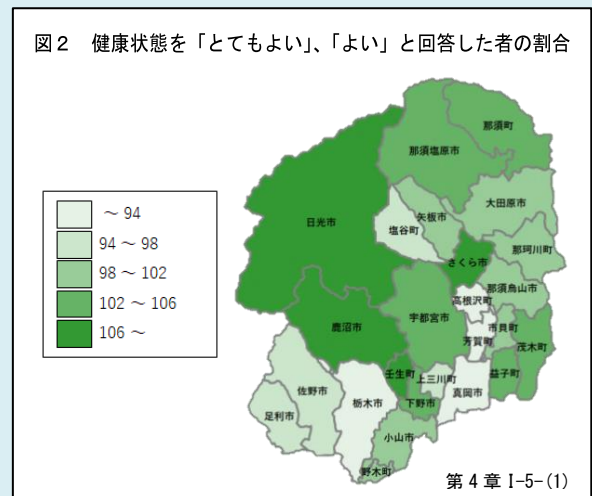 図2 健康状態を「とてもよい」、「よい」と回答した者の割合
～ 94
94 ～ 98
98 ～ 102
102 ～ 106
106 ～
那須町
那須塩原市
大田原市
日光市
矢板市
塩谷町
那珂川町
さくら市
那須烏山市
高根沢町
宇都宮市
市貝町
茂木町
鹿沼市
芳賀町
益子町
壬生町
上三川町
真岡市
佐野市
栃木市
下野市
足利市
小山市
野木町
第4章 I-5-(1)